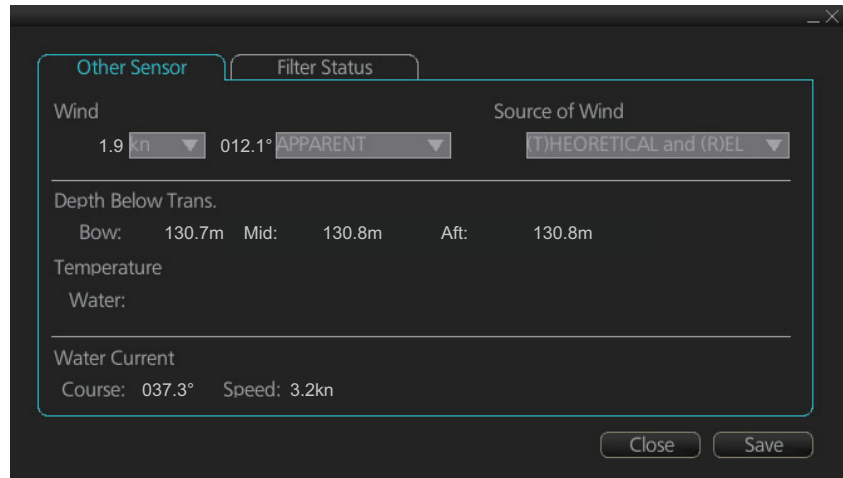 Other Sensor Filter Status
Wind Source of Wind
1.9 kn 012.1° APPARENT (T)HEORETICAL and (R)EL
Depth Below Trans.
Bow: 130.7m Mid: 130.8m Aft: 130.8m
Temperature
Water:
Water Current
Course: 037.3° Speed: 3.2kn
Close Save